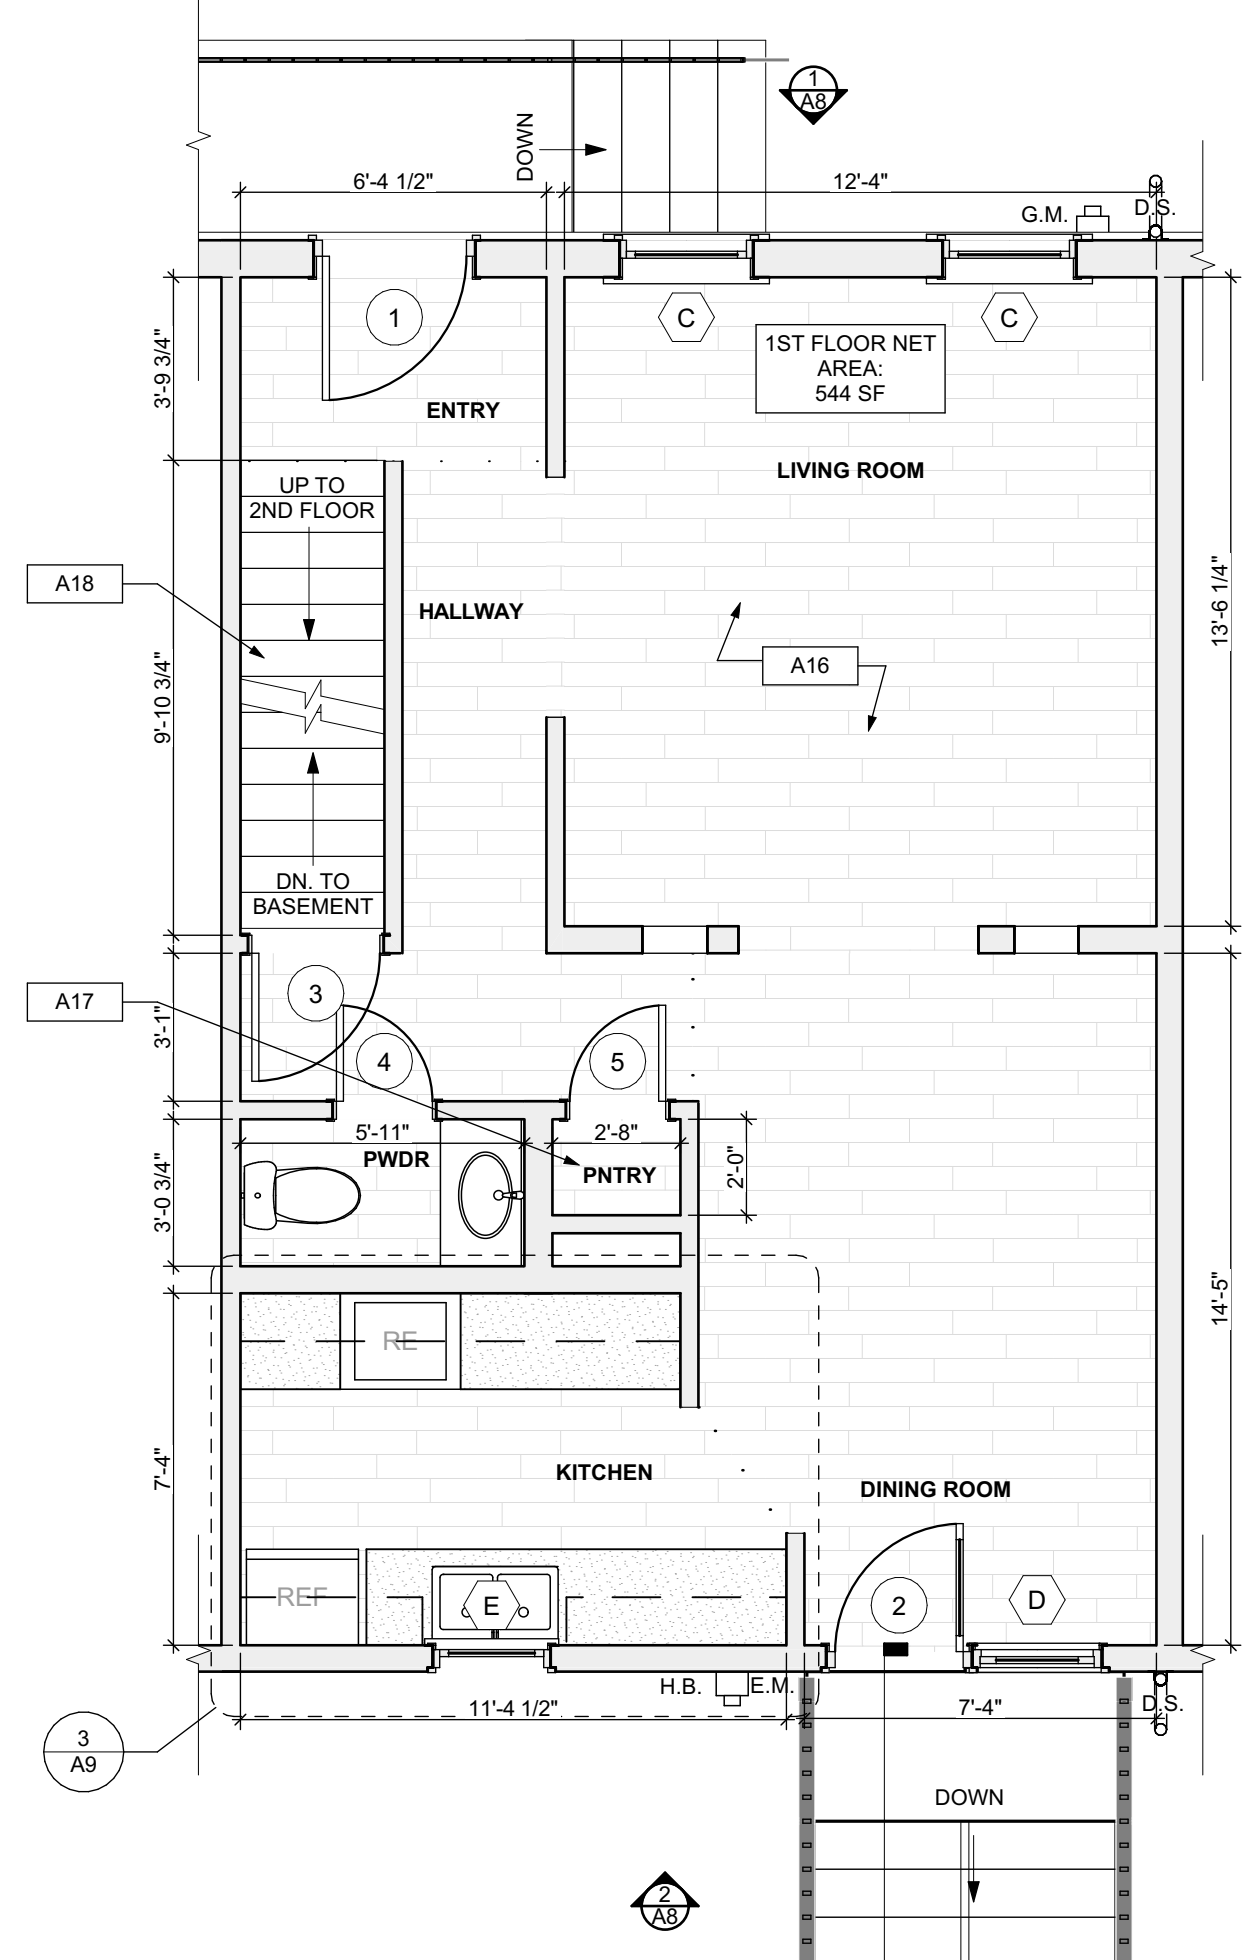 1
A8
DOWN
6'-4 1/2"
12'-4"
G.M.
D.S.
1
C
C
3'-9 3/4"
1ST FLOOR NET
AREA:
544 SF
ENTRY
LIVING ROOM
UP TO
2ND FLOOR
A18
HALLWAY
13'-6 1/4"
A16
9'-10 3/4"
DN. TO
BASEMENT
3
A17
3'-1"
4
5
5'-11"
2'-8"
PWDR
PNTRY
2'-0"
3'-0 3/4"
14'-5"
RE
7'-4"
KITCHEN
DINING ROOM
REF
E
2
D
H.B.
E.M.
D.S.
11'-4 1/2"
7'-4"
3
A9
DOWN
2
A8